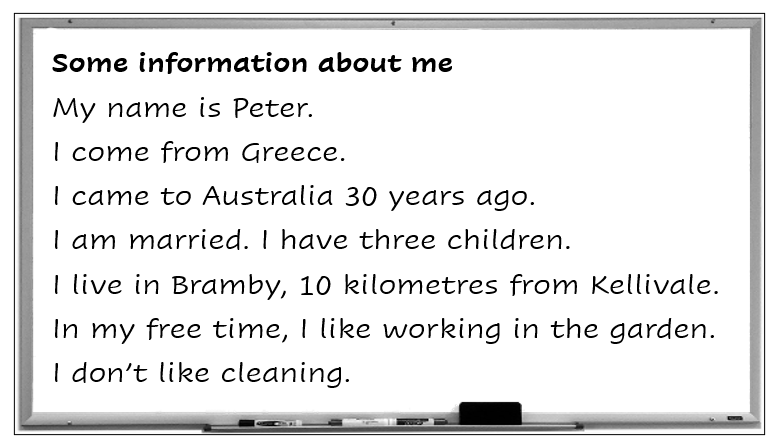 Some information about me
My name is Peter.
I come from Greece.
I came to Australia 30 years ago.
I am married. I have three children.
I live in Bramby, 10 kilometres from Kellivale.
In my free time, I like working in the garden.
I don’t like cleaning.